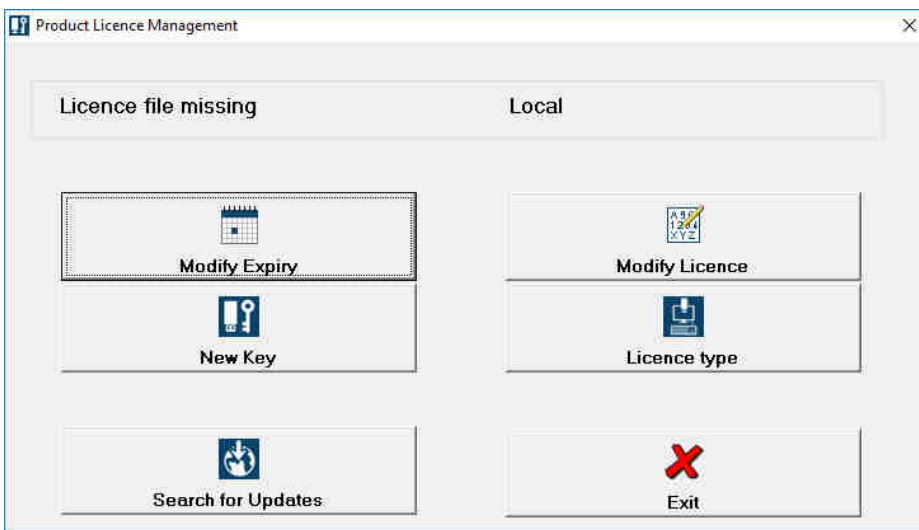 Product Licence Management
Licence file missing Local
Modify Expiry Modify Licence
New Key Licence type
Search for Updates Exit